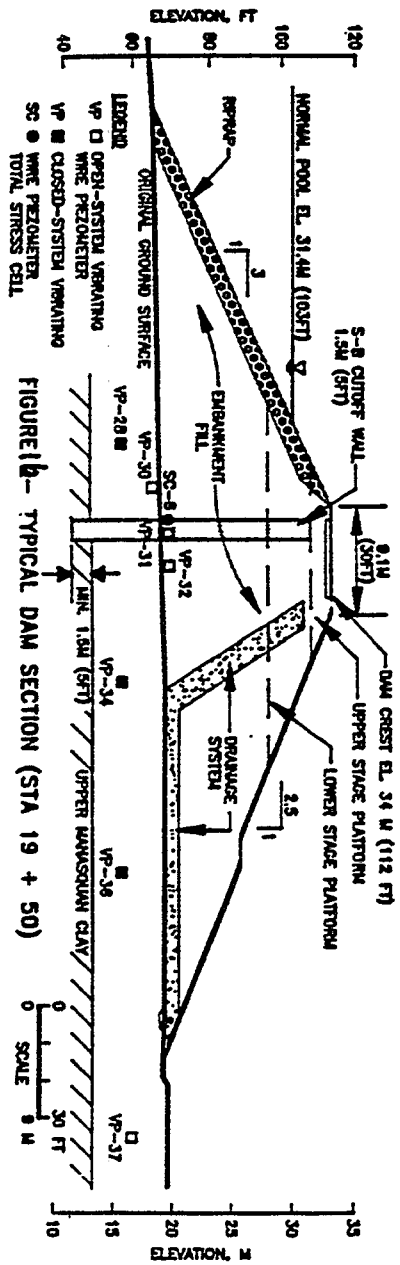 ELEVATION, FT
40
60
80
100
120
NORMAL POOL EL 31.4M (103FT)
RIPRAP
1
3
ORIGINAL GROUND SURFACE
EMBANKMENT
FILL
S-B CUTOFF WALL
1.5M (5FT)
9.1M
(30FT)
DAM CREST EL 34 M (112 FT)
UPPER STAGE PLATFORM
LOWER STAGE PLATFORM
2.5
1
DRAINAGE
SYSTEM
VP-28
VP-30
SC-8
VP-31
VP-32
VP-34
VP-36
VP-37
MIN. 1.5M (5FT)
UPPER MANASQUAN CLAY
LEGEND
VP OPEN-SYSTEM VIBRATING
WIRE PIEZOMETER
VP CLOSED-SYSTEM VIBRATING
WIRE PIEZOMETER
SC TOTAL STRESS CELL
0 30 FT
0 9 M
SCALE
10
15
20
25
30
35
ELEVATION, M
TYPICAL DAM SECTION (STA 19 + 50)